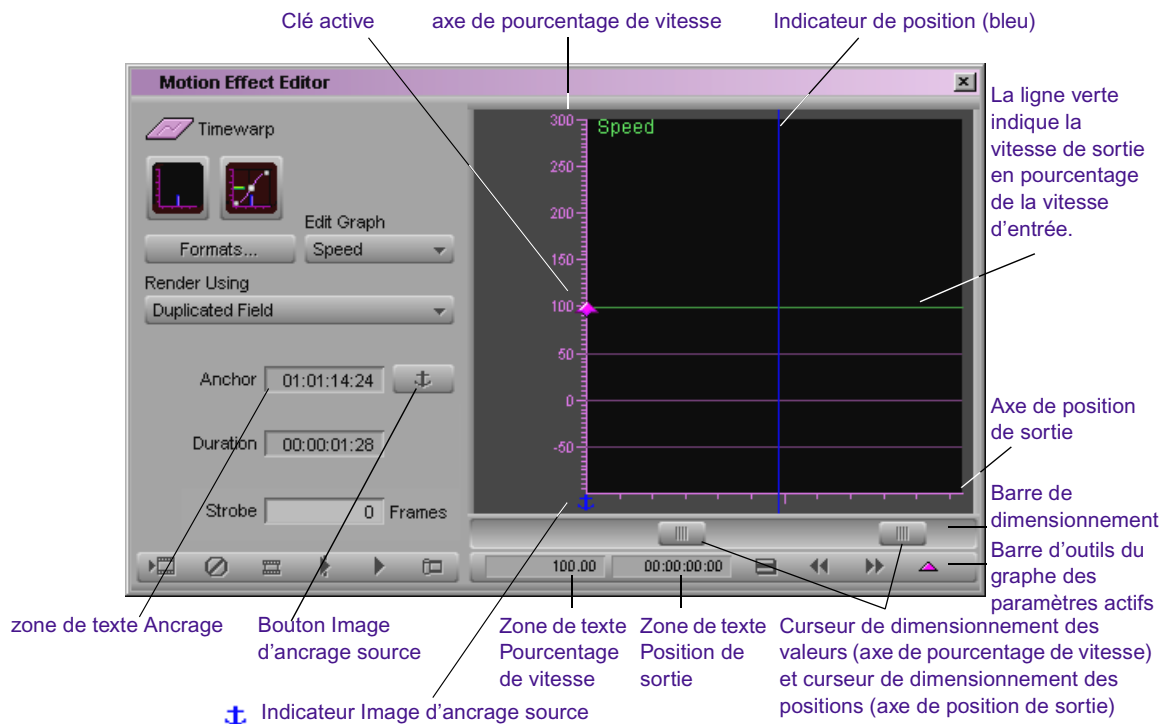 Clé active
axe de pourcentage de vitesse
Indicateur de position (bleu)
Motion Effect Editor
Timewarp
Edit Graph
Formats...
Speed
Render Using
Duplicated Field
Anchor 01:01:14:24
Duration 00:00:01:28
Strobe 0 Frames
Speed
300
250
200
150
100
50
0
-50
100.00
00:00:00:00
La ligne verte
indique la
vitesse de sortie
en pourcentage
de la vitesse
d’entrée.
Axe de position
de sortie
Barre de
dimensionnement
Barre d’outils du
graphe des
paramètres actifs
zone de texte Ancrage
Bouton Image
d’ancrage source
Zone de texte
Pourcentage
de vitesse
Zone de texte
Position de
sortie
Curseur de dimensionnement des
valeurs (axe de pourcentage de vitesse)
et curseur de dimensionnement des
positions (axe de position de sortie)
Indicateur Image d’ancrage source